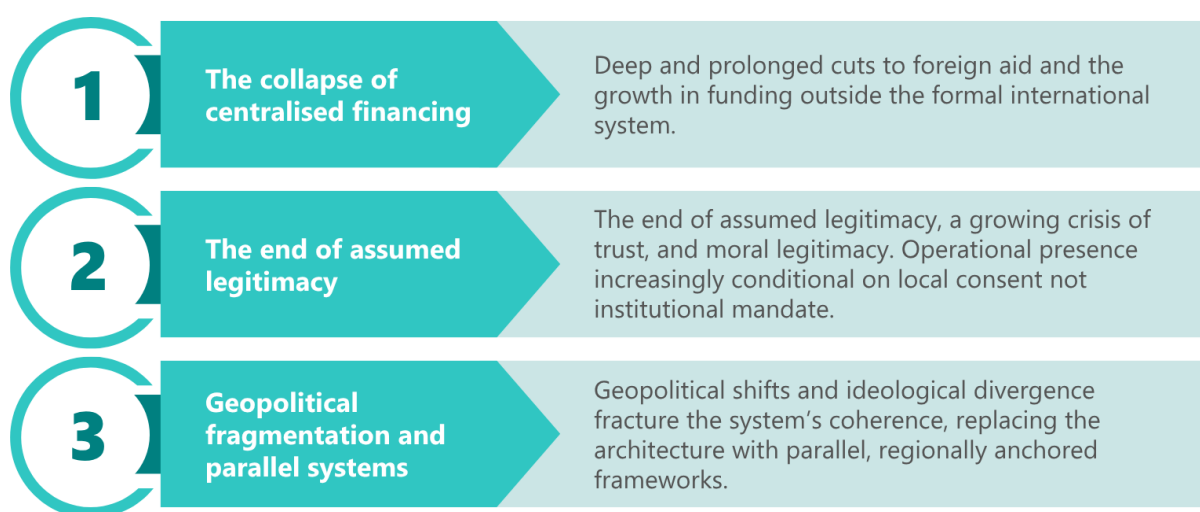 1
The collapse of
centralised financing
Deep and prolonged cuts to foreign aid and the
growth in funding outside the formal international
system.
2
The end of assumed
legitimacy
The end of assumed legitimacy, a growing crisis of
trust, and moral legitimacy. Operational presence
increasingly conditional on local consent not
institutional mandate.
3
Geopolitical
fragmentation and
parallel systems
Geopolitical shifts and ideological divergence
fracture the system’s coherence, replacing the
architecture with parallel, regionally anchored
frameworks.